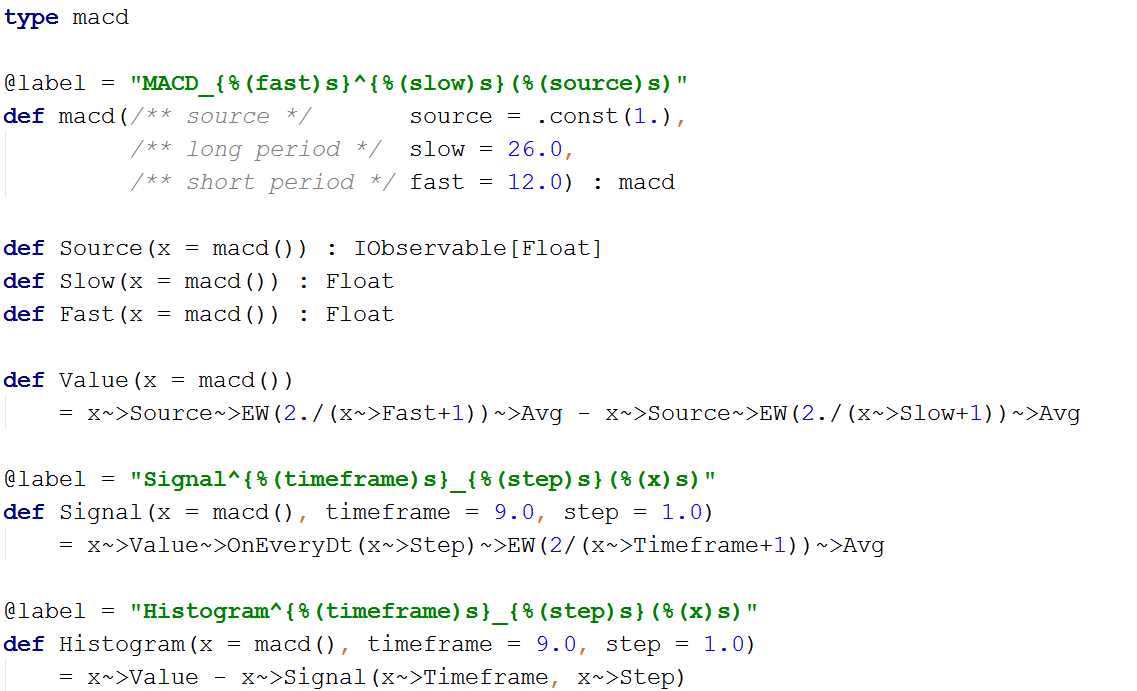 type macd
@label = "MACD_{%(fast)s}^{%(slow)s}(%(source)s)"
def macd(/** source */       source = .const(1.),
         /** long period */  slow = 26.0,
         /** short period */ fast = 12.0) : macd
def Source(x = macd()) : IObservable[Float]
def Slow(x = macd()) : Float
def Fast(x = macd()) : Float
def Value(x = macd())
    = x~>Source~>EW(2./(x~>Fast+1))~>Avg - x~>Source~>EW(2./(x~>Slow+1))~>Avg
@label = "Signal^{%(timeframe)s}_{%(step)s}(%(x)s)"
def Signal(x = macd(), timeframe = 9.0, step = 1.0)
    = x~>Value~>OnEveryDt(x~>Step)~>EW(2/(x~>Timeframe+1))~>Avg
@label = "Histogram^{%(timeframe)s}_{%(step)s}(%(x)s)"
def Histogram(x = macd(), timeframe = 9.0, step = 1.0)
    = x~>Value - x~>Signal(x~>Timeframe, x~>Step)